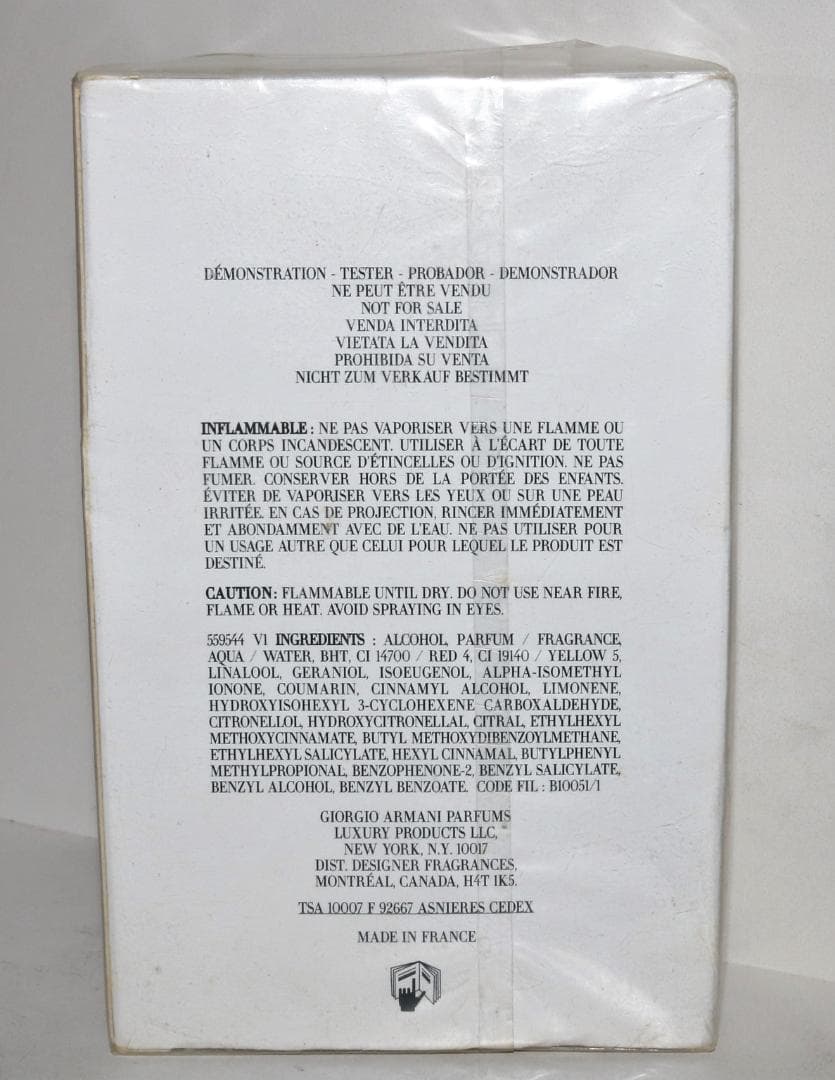 DÉMONSTRATION - TESTER - PROBADOR - DEMONSTRADOR
NE PEUT ÊTRE VENDU
NOT FOR SALE
VENDA INTERDITA
VIETATA LA VENDITA
PROHIBIDA SU VENTA
NICHT ZUM VERKAUF BESTIMMT
INFLAMMABLE : NE PAS VAPORISER VERS UNE FLAMME OU
UN CORPS INCANDESCENT. UTILISER À L'ÉCART DE TOUTE
FLAMME OU SOURCE D'ÉTINCELLES OU D'IGNITION. NE PAS
FUMER. CONSERVER HORS DE LA PORTÉE DES ENFANTS.
ÉVITER DE VAPORISER VERS LES YEUX OU SUR UNE PEAU
IRRITÉE. EN CAS DE PROJECTION, RINCER IMMÉDIATEMENT
ET ABONDAMMENT AVEC DE L'EAU. NE PAS UTILISER POUR
UN USAGE AUTRE QUE CELUI POUR LEQUEL LE PRODUIT EST
DESTINÉ.
CAUTION : FLAMMABLE UNTIL DRY. DO NOT USE NEAR FIRE,
FLAME OR HEAT. AVOID SPRAYING IN EYES.
559544 V1 INGREDIENTS : ALCOHOL, PARFUM / FRAGRANCE,
AQUA / WATER, BHT, CI 14700 / RED 4, CI 19140 / YELLOW 5,
LINALOOL, GERANIOL, ISOEUGENOL, ALPHA-ISOMETHYL
IONONE, COUMARIN, CINNAMYL ALCOHOL, LIMONENE,
HYDROXYISOHEXYL 3-CYCLOHEXENE CARBOXALDEHYDE,
CITRONELLOL, HYDROXYCITRONELLAL, CITRAL, ETHYLHEXYL
METHOXYCINNAMATE, BUTYL METHOXYDIBENZOYLMETHANE,
ETHYLHEXYL SALICYLATE, HEXYL CINNAMAL, BUTYLPHENYL
METHYLPROPIONAL, BENZOPHENONE-2, BENZYL SALICYLATE,
BENZYL ALCOHOL, BENZYL BENZOATE. CODE FIL : B10051/1
GIORGIO ARMANI PARFUMS
LUXURY PRODUCTS LLC,
NEW YORK, N.Y. 10017
DIST. DESIGNER FRAGRANCES,
MONTRÉAL, CANADA, H4T 1K5.
TSA 10007 F 92667 ASNIERES CEDEX
MADE IN FRANCE